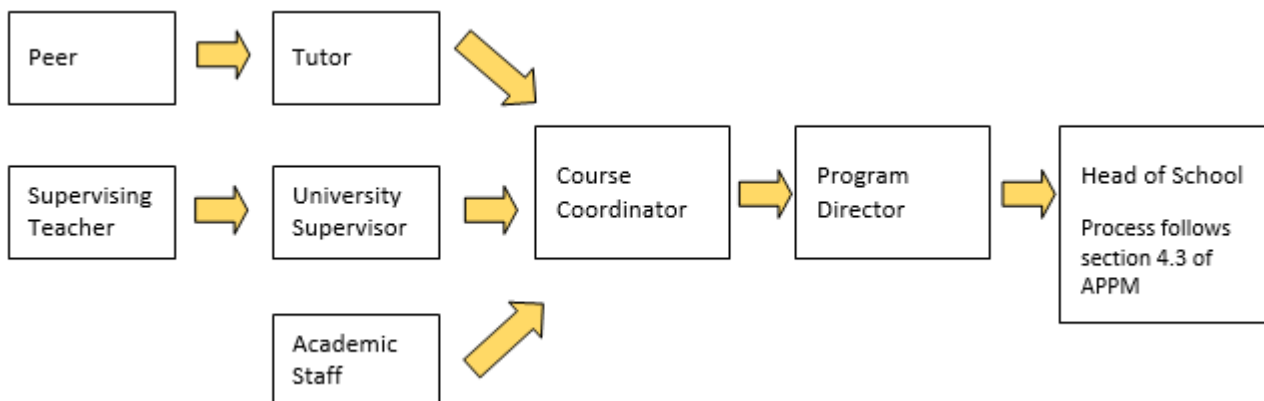 Peer
Tutor
Supervising
Teacher
University
Supervisor
Academic
Staff
Course
Coordinator
Program
Director
Head of School
Process follows
section 4.3 of
APPM